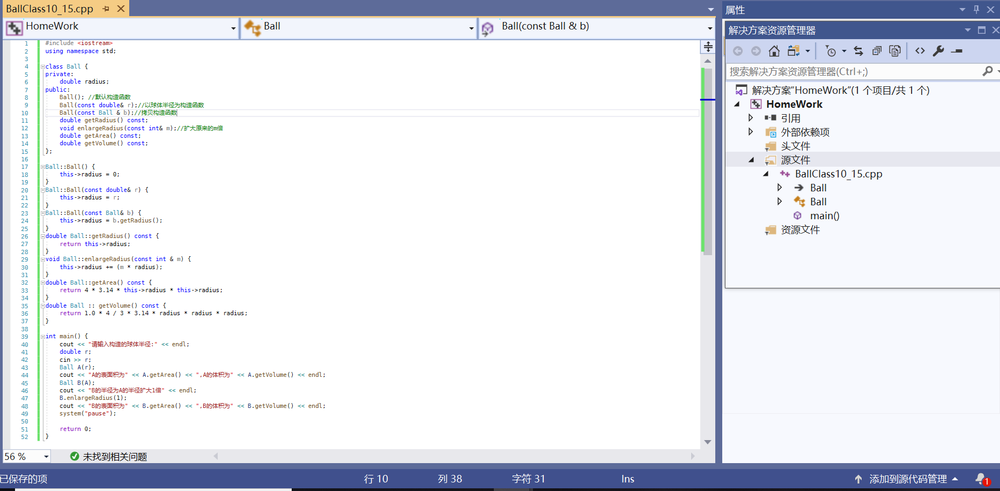 BallClass10_15.cpp
HomeWork
Ball
Ball(const Ball & b)
1 #include <iostream>
2 using namespace std;
3
4 class Ball {
5 private:
6 double radius;
7 public:
8 Ball(); //默认构造函数
9 Ball(const double& r);//以球体半径为构造函数
10 Ball(const Ball & b);//拷贝构造函数
11 double getRadius() const;
12 void enlargeRadius(const int& m);//扩大原来的m倍
13 double getArea() const;
14 double getVolume() const;
15 };
16
17 Ball::Ball() {
18 this->radius = 0;
19 }
20 Ball::Ball(const double& r) {
21 this->radius = r;
22 }
23 Ball::Ball(const Ball& b) {
24 this->radius = b.getRadius();
25 }
26 double Ball::getRadius() const {
27 return this->radius;
28 }
29 void Ball::enlargeRadius(const int & m) {
30 this->radius += (m * radius);
31 }
32 double Ball::getArea() const {
33 return 4 * 3.14 * this->radius * this->radius;
34 }
35 double Ball :: getVolume() const {
36 return 1.0 * 4 / 3 * 3.14 * radius * radius * radius;
37 }
38
39 int main() {
40 cout << "请输入构造的球体半径:" << endl;
41 double r;
42 cin >> r;
43 Ball A(r);
44 cout << "A的表面积为" << A.getArea() << ",A的体积为" << A.getVolume() << endl;
45 Ball B(A);
46 cout << "B的半径为A的半径扩大1倍" << endl;
47 B.enlargeRadius(1);
48 cout << "B的表面积为" << B.getArea() << ",B的体积为" << B.getVolume() << endl;
49 system("pause");
50
51 return 0;
52 }
56 %
未找到相关问题
属性
解决方案资源管理器
搜索解决方案资源管理器(Ctrl+;)
解决方案“HomeWork”(1 个项目/共 1 个)
HomeWork
引用
外部依赖项
头文件
源文件
BallClass10_15.cpp
Ball
Ball
main()
资源文件
已保存的项
行 10
列 38
字符 31
Ins
添加到源代码管理
1